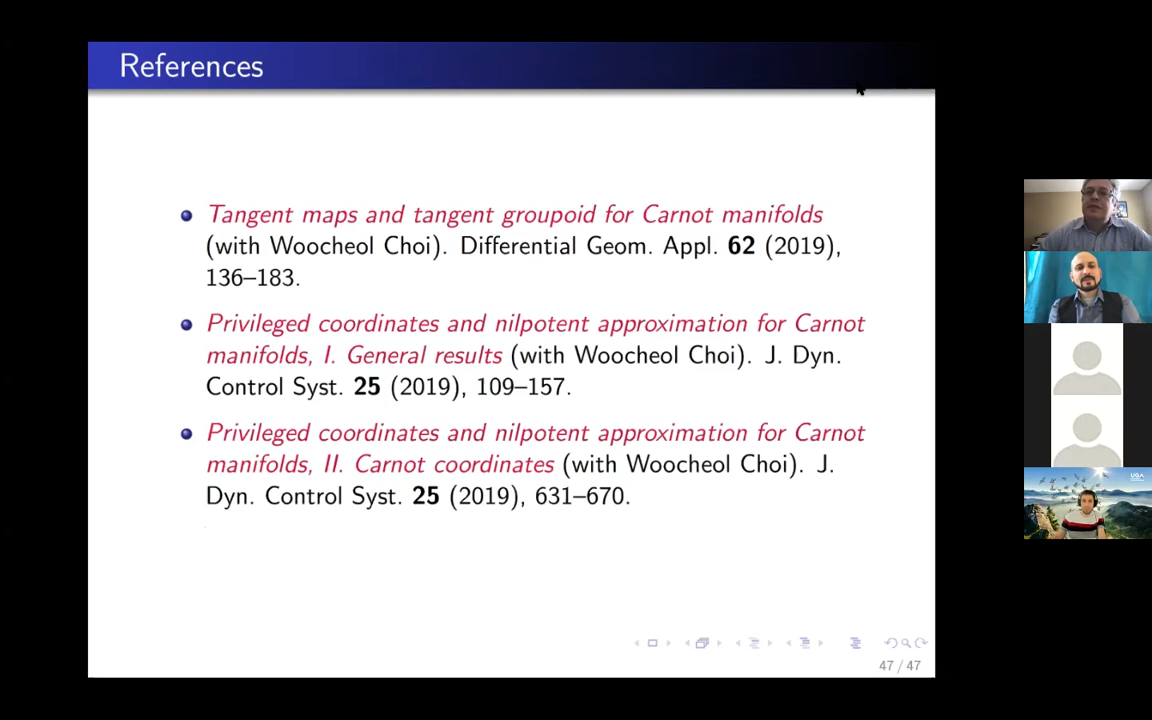 References
Tangent maps and tangent groupoid for Carnot manifolds
(with Woocheol Choi). Differential Geom. Appl. 62 (2019),
136–183.
Privileged coordinates and nilpotent approximation for Carnot
manifolds, I. General results (with Woocheol Choi). J. Dyn.
Control Syst. 25 (2019), 109–157.
Privileged coordinates and nilpotent approximation for Carnot
manifolds, II. Carnot coordinates (with Woocheol Choi). J.
Dyn. Control Syst. 25 (2019), 631–670.
47 / 47
UGA